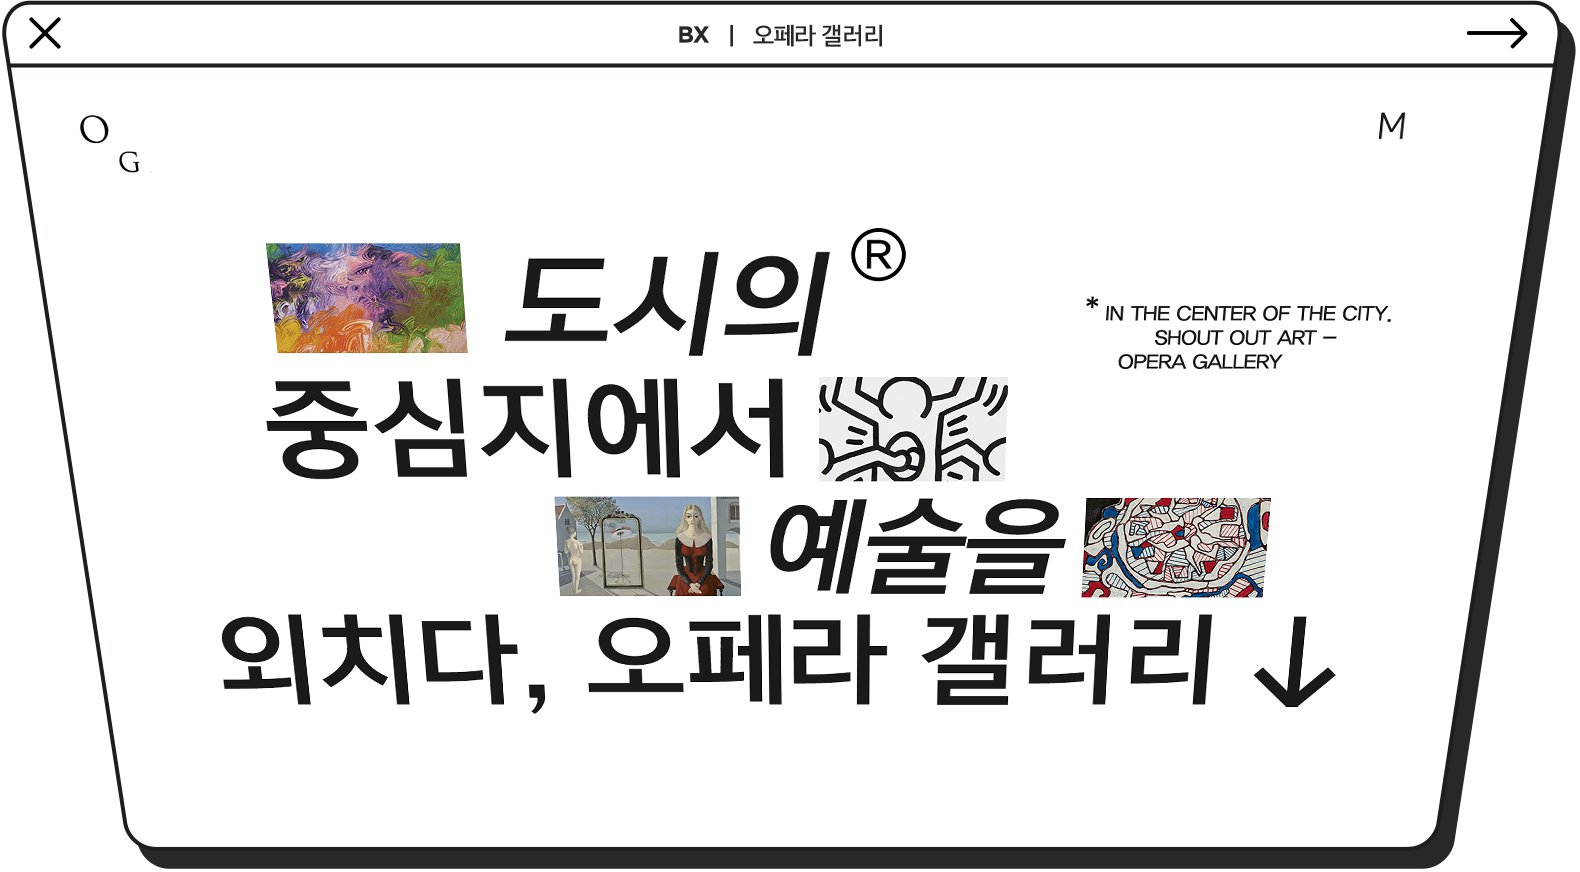 BX | 오페라 갤러리
O
G
M
도시의 ®
중심지에서
예술을
외치다, 오페라 갤러리 ↓
* IN THE CENTER OF THE CITY.
SHOUT OUT ART –
OPERA GALLERY